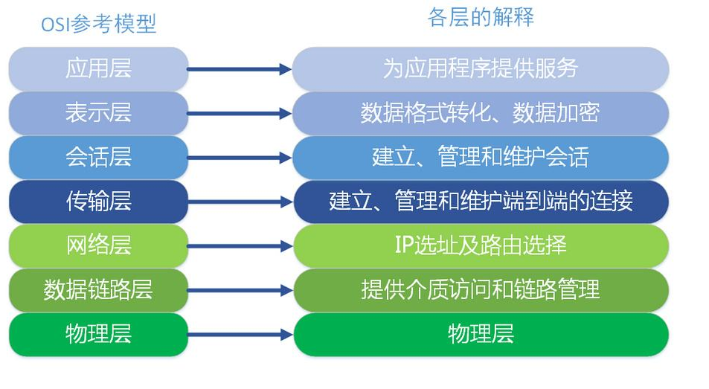 OSI参考模型
各层的解释
应用层
为应用程序提供服务
表示层
数据格式转化、数据加密
会话层
建立、管理和维护会话
传输层
建立、管理和维护端到端的连接
网络层
IP选址及路由选择
数据链路层
提供介质访问和链路管理
物理层
物理层